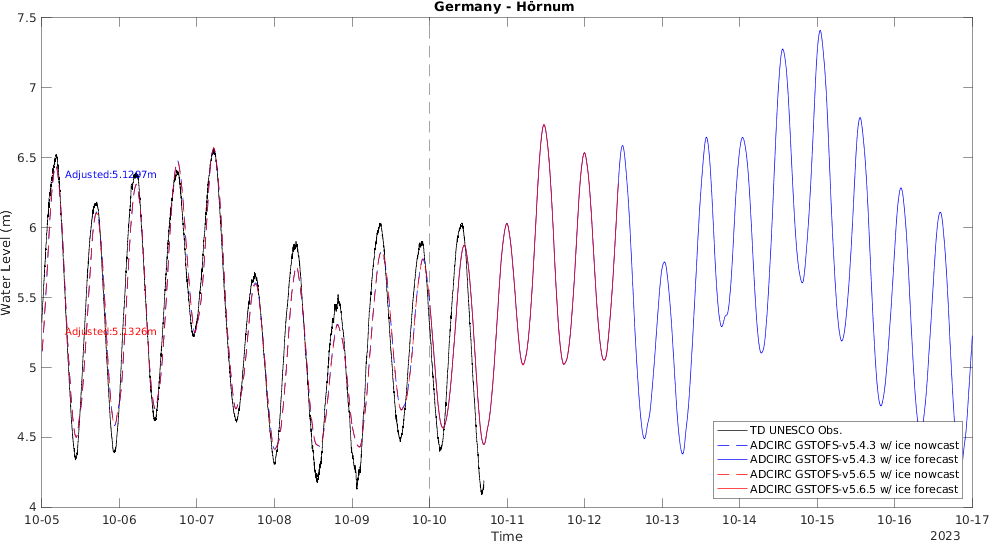 Germany - Hörnum
Water Level (m)
7.5
7
6.5
6
5.5
5
4.5
4
Adjusted:5.1297m
Adjusted:5.1326m
TD UNESCO Obs.
ADCIRC GSTOFS-v5.4.3 w/ ice nowcast
ADCIRC GSTOFS-v5.4.3 w/ ice forecast
ADCIRC GSTOFS-v5.6.5 w/ ice nowcast
ADCIRC GSTOFS-v5.6.5 w/ ice forecast
10-05 10-06 10-07 10-08 10-09 10-10 10-11 10-12 10-13 10-14 10-15 10-16 10-17
Time
2023